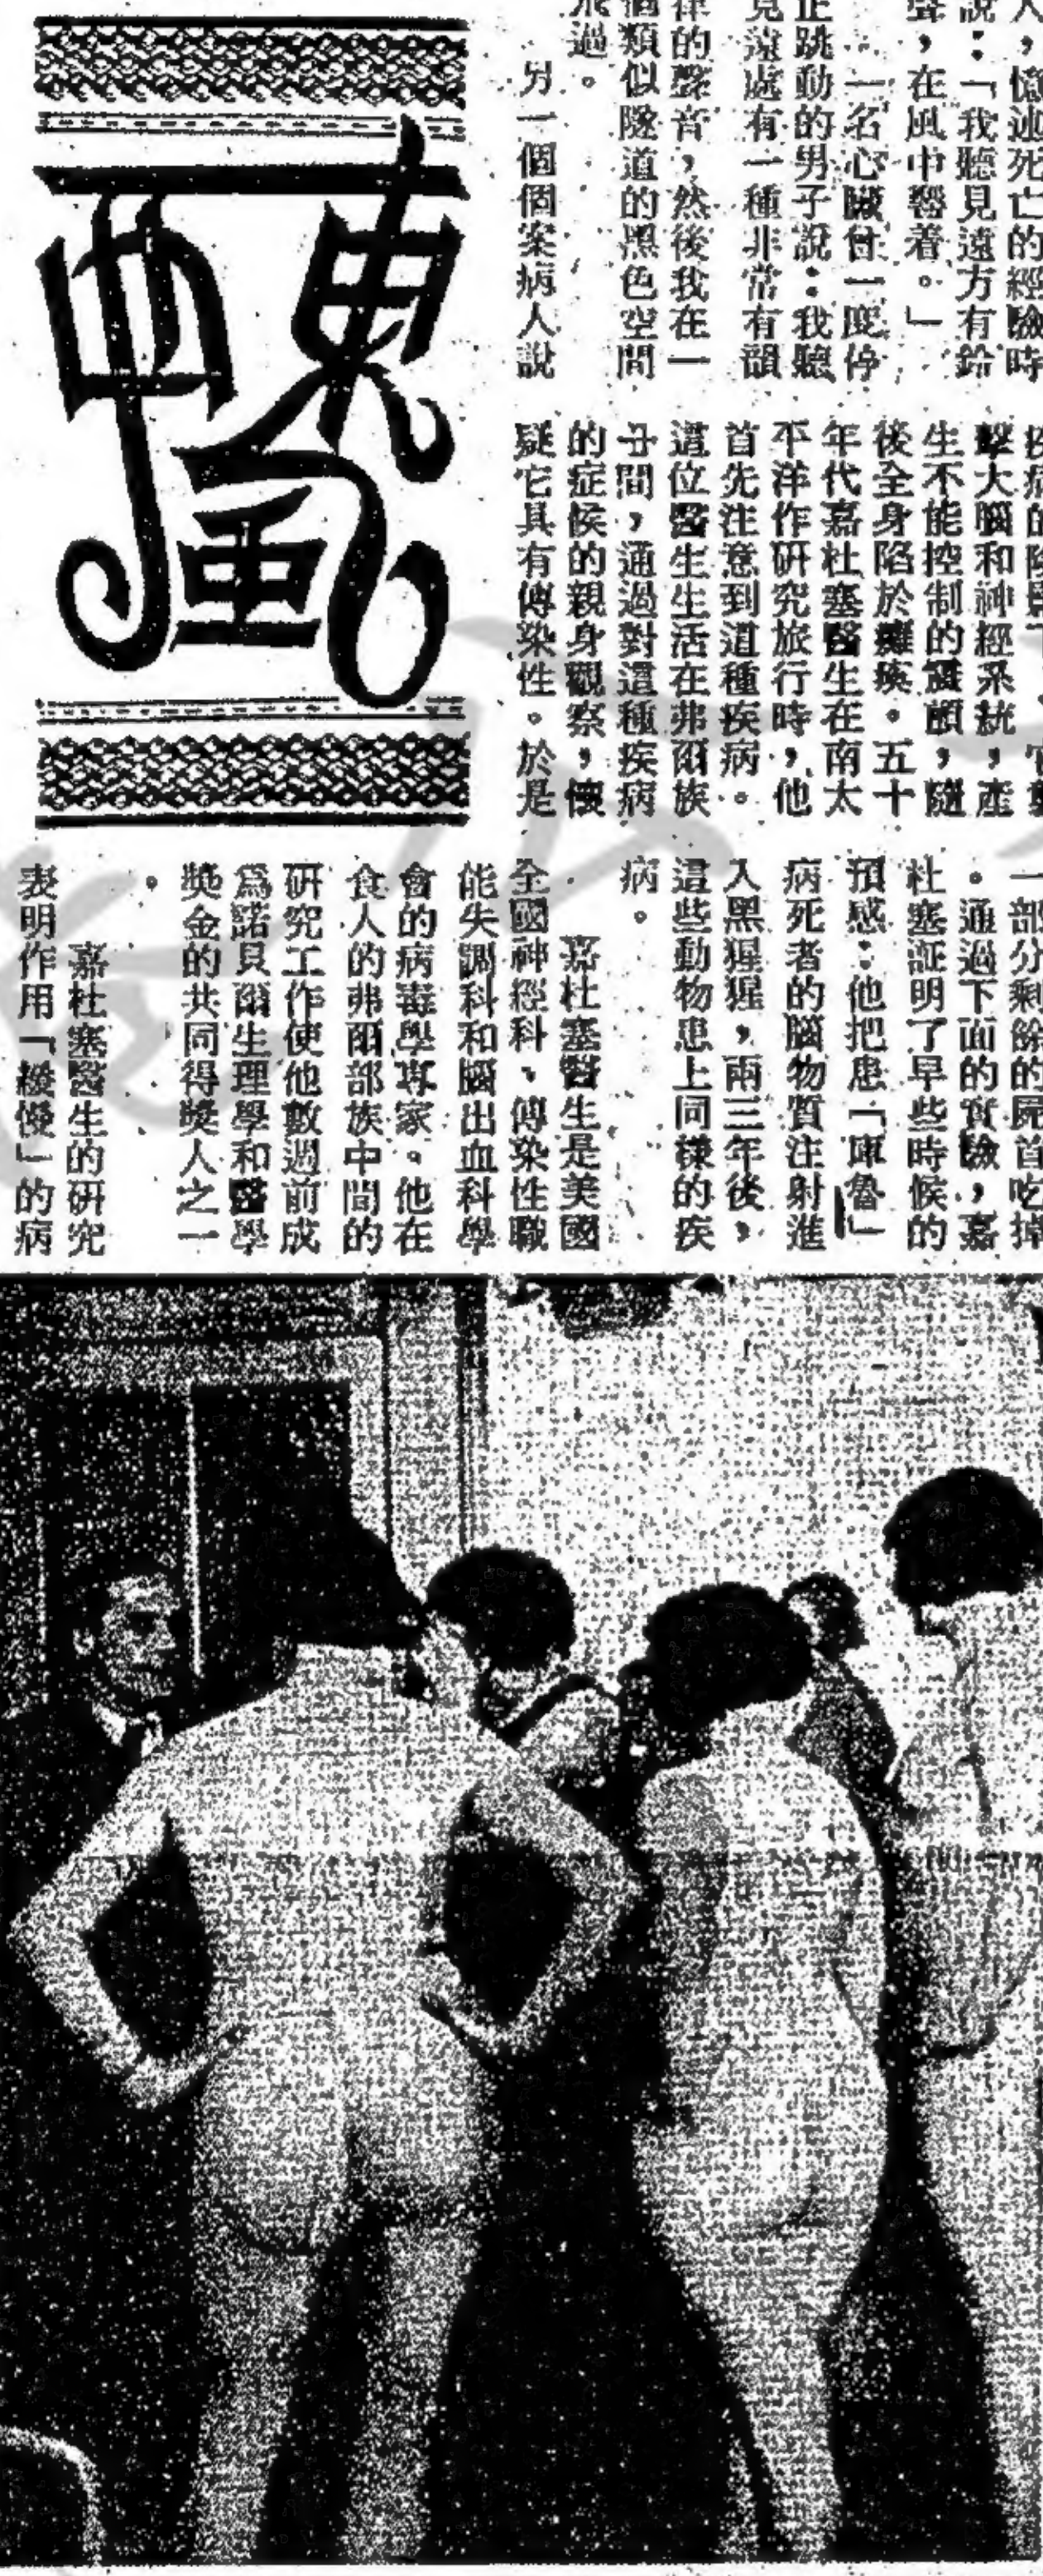 人，憶述死亡的經驗時
說：「我聽見遠方有鈴
聲，在風中響着。」
一名心臟曾一度停
止跳動的男子說：我聽
見遠處有一種非常有韻
律的聲音，然後我在一
個類似隧道的黑色空間
飛過。
另一個個案病人說
東西風
擊大腦和神經系統，產
生不能控制的震顫，隨
後全身陷於癱瘓。五十
年代嘉杜塞醫生在南太
平洋作研究旅行時，他
首先注意到這種疾病。
這位醫生生活在弗爾族
子間，通過對這種疾病
的症候的親身觀察，懷
疑它具有傳染性。於是
一部分剩餘的屍首吃掉
。通過下面的實驗，嘉
杜塞証明了早些時候的
預感：他把患「庫魯」
病死者的腦物質注射進
入黑猩猩，兩三年後，
這些動物患上同樣的疾
病。
嘉杜塞醫生是美國
全國神經科、傳染性職
能失調科和腦出血科學
會的病毒學專家。他在
食人的弗爾部族中間的
研究工作使他數週前成
爲諾貝爾生理學和醫學
獎金的共同得獎人之一
。
嘉杜塞醫生的研究
表明作用「緩慢」的病